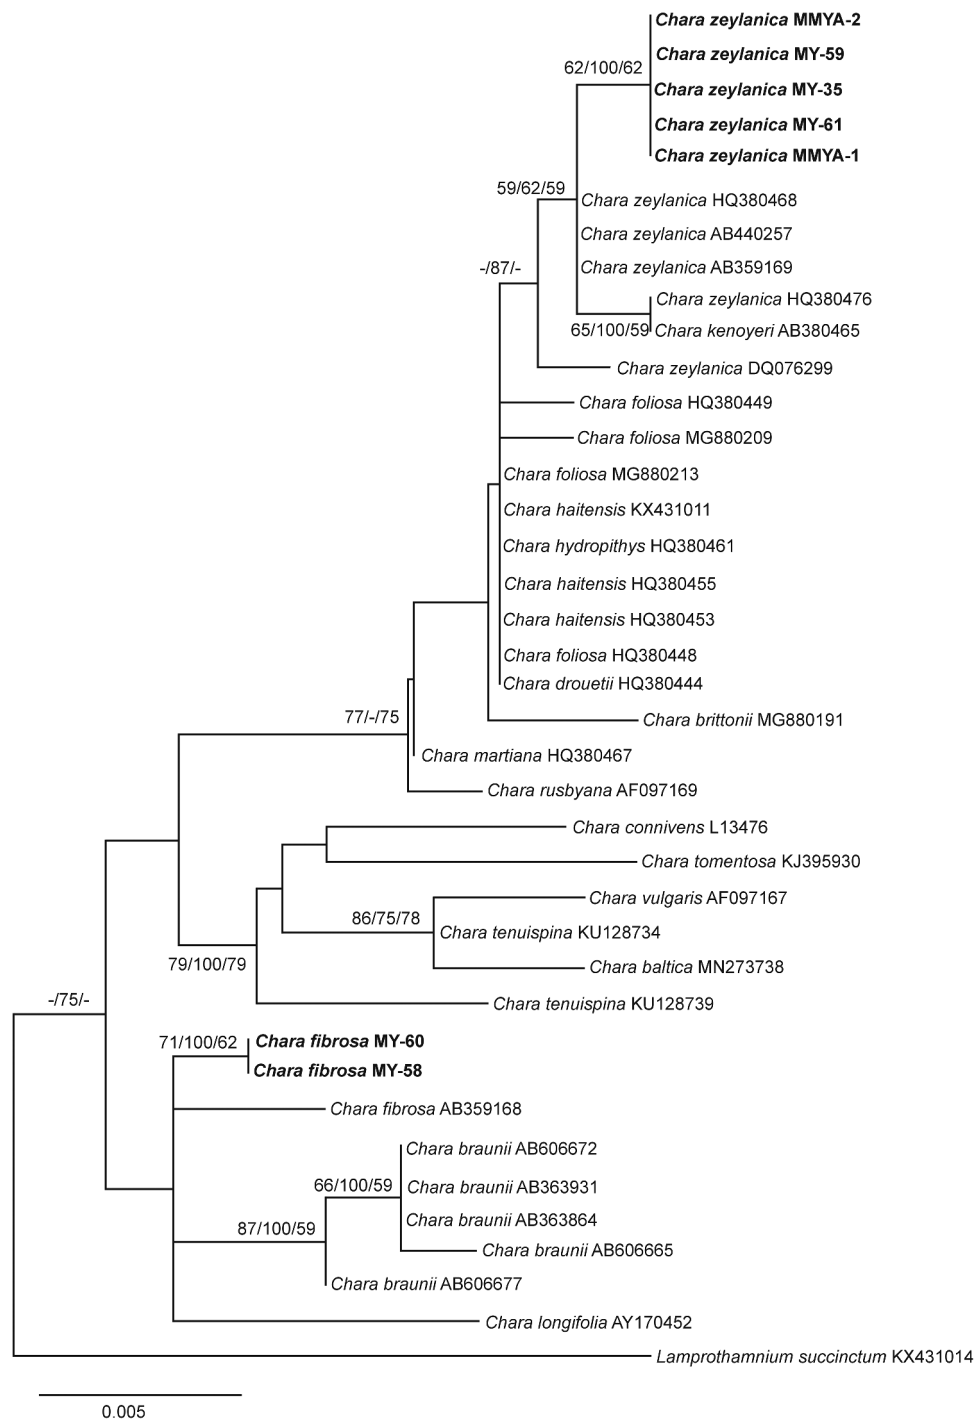 Chara zeylanica MMYA-2
Chara zeylanica MY-59
62/100/62
Chara zeylanica MY-35
Chara zeylanica MY-61
Chara zeylanica MMYA-1
59/62/59
Chara zeylanica HQ380468
Chara zeylanica AB440257
-/87/-
Chara zeylanica AB359169
Chara zeylanica HQ380476
65/100/59
Chara kenoyeri AB380465
Chara zeylanica DQ076299
Chara foliosa HQ380449
Chara foliosa MG880209
Chara foliosa MG880213
Chara haitensis KX431011
Chara hydropithys HQ380461
Chara haitensis HQ380455
Chara haitensis HQ380453
Chara foliosa HQ380448
Chara drouetii HQ380444
77/-/75
Chara brittonii MG880191
Chara martiana HQ380467
Chara rusbyana AF097169
Chara connivens L13476
Chara tomentosa KJ395930
Chara vulgaris AF097167
86/75/78
Chara tenuispina KU128734
79/100/79
Chara baltica MN273738
Chara tenuispina KU128739
-/75/-
71/100/62
Chara fibrosa MY-60
Chara fibrosa MY-58
Chara fibrosa AB359168
Chara braunii AB606672
66/100/59
Chara braunii AB363931
Chara braunii AB363864
87/100/59
Chara braunii AB606665
Chara braunii AB606677
Chara longifolia AY170452
Lamprothamnium succinctum KX431014
0.005